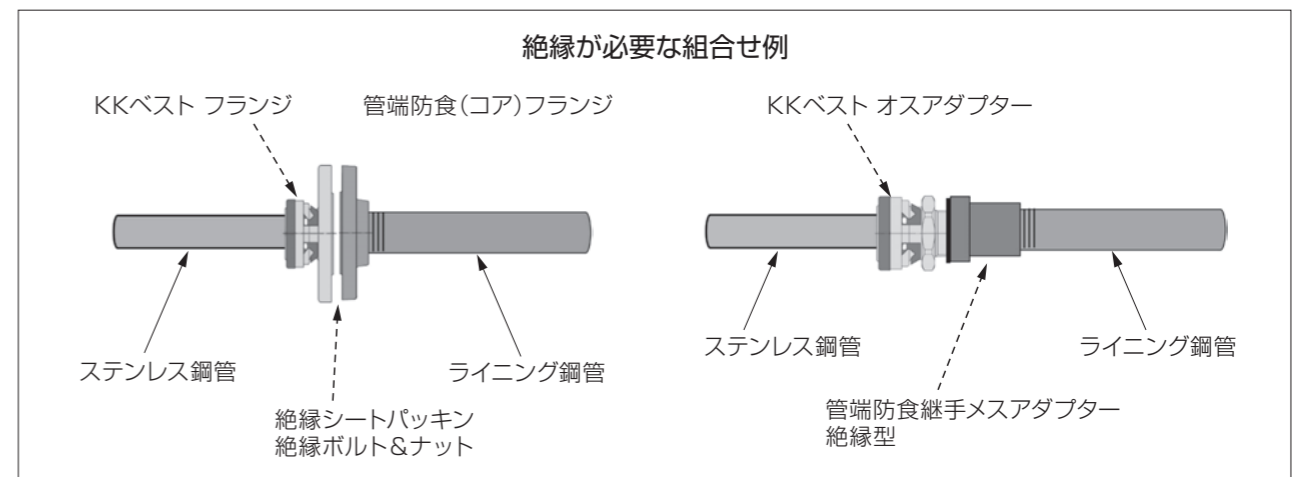 絶縁が必要な組合せ例
KKベスト フランジ
管端防食(コア)フランジ
ステンレス鋼管
ライニング鋼管
絶縁シートパッキン
絶縁ボルト&ナット
KKベスト オスアダプター
ステンレス鋼管
ライニング鋼管
管端防食継手メスアダプター
絶縁型